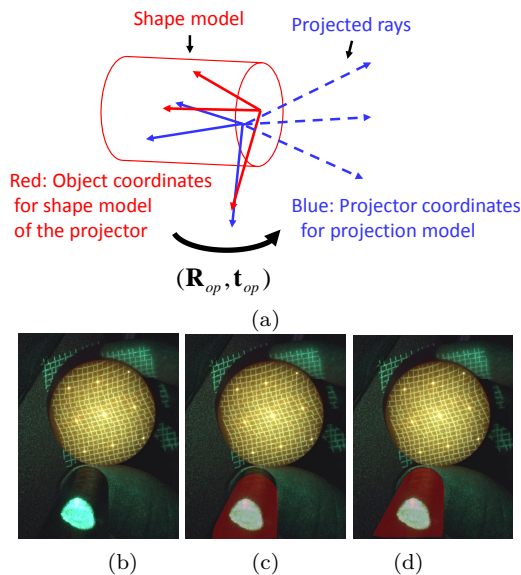 Shape model
Projected rays
Red: Object coordinates
for shape model
of the projector
Blue: Projector coordinates
for projection model
(R_op, t_op)
(a)
(b)
(c)
(d)